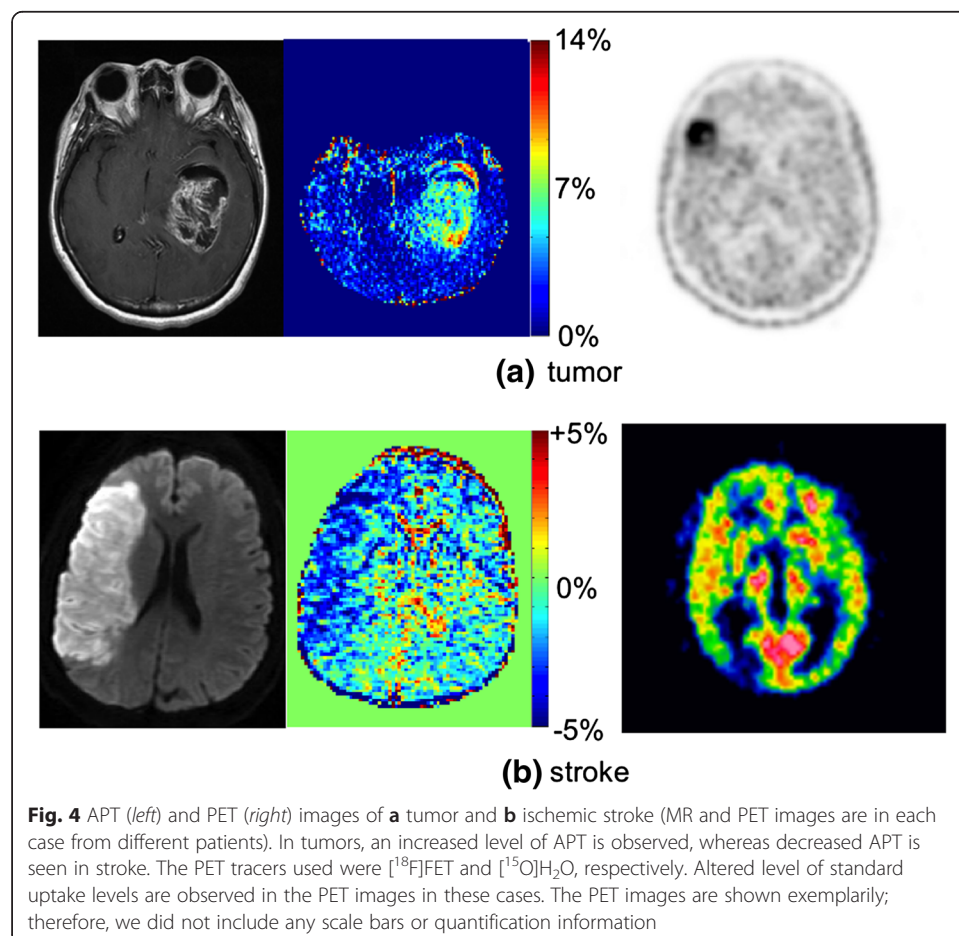 14%
7%
0%
(a) tumor
+5%
0%
-5%
(b) stroke
Fig. 4 APT (left) and PET (right) images of a tumor and b ischemic stroke (MR and PET images are in each
case from different patients). In tumors, an increased level of APT is observed, whereas decreased APT is
seen in stroke. The PET tracers used were [¹⁸F]FET and [¹⁵O]H₂O, respectively. Altered level of standard
uptake levels are observed in the PET images in these cases. The PET images are shown exemplarily;
therefore, we did not include any scale bars or quantification information